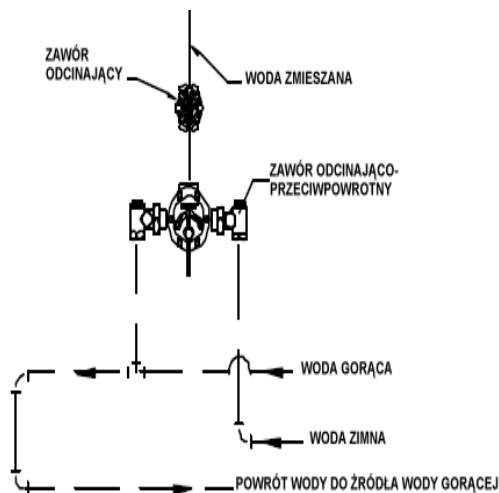 ZAWÓR
ODCINAJĄCY
WODA ZMIESZANA
ZAWÓR ODCINAJĄCO-
PRZECIWPOWROTNY
WODA GORĄCA
WODA ZIMNA
POWRÓT WODY DO ŹRÓDŁA WODY GORĄCEJ